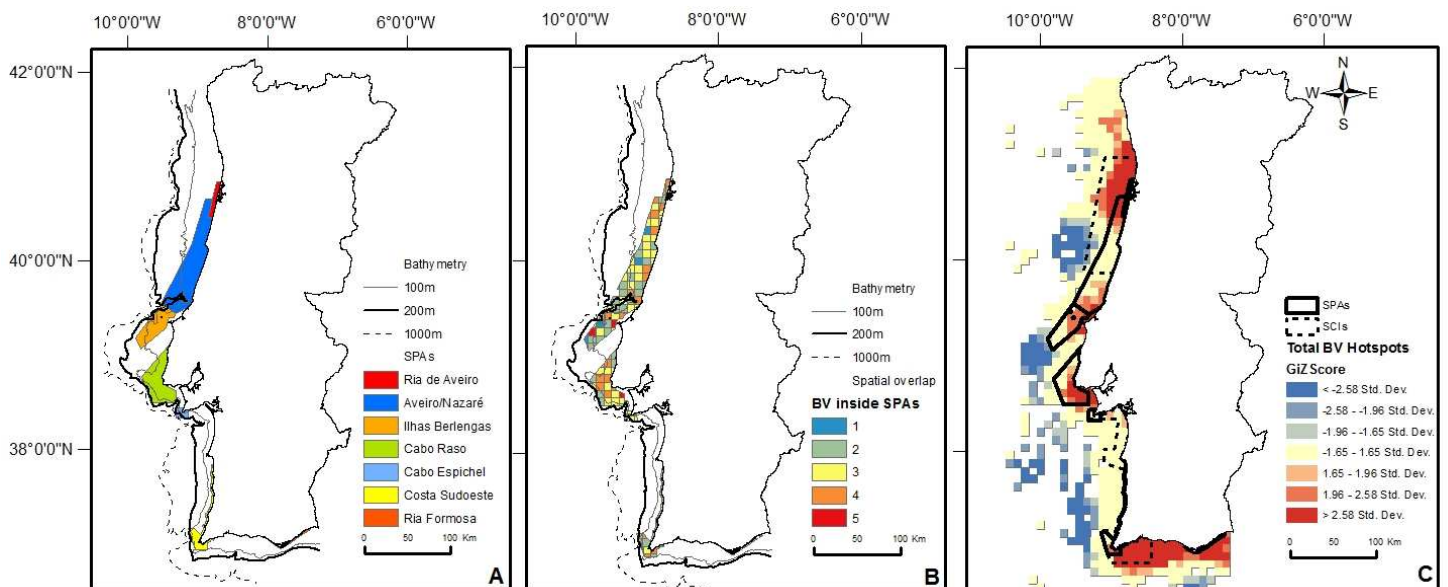 10°0'0"W 8°0'0"W 6°0'0"W
42°0'0"N
40°0'0"N
38°0'0"N
Bathymetry
100m
200m
1000m
SPAs
Ria de Aveiro
Aveiro/Nazaré
Ilhas Berlengas
Cabo Raso
Cabo Espichel
Costa Sudoeste
Ria Formosa
0 50 100 Km
A
10°0'0"W 8°0'0"W 6°0'0"W
Bathymetry
100m
200m
1000m
Spatial overlap
BV inside SPAs
1
2
3
4
5
0 50 100 Km
B
10°0'0"W 8°0'0"W 6°0'0"W
N
W E
S
SPAs
SCIs
Total BV Hotspots
GiZ Score
< -2.58 Std. Dev.
-2.58 - -1.96 Std. Dev.
-1.96 - -1.65 Std. Dev.
-1.65 - 1.65 Std. Dev.
1.65 - 1.96 Std. Dev.
1.96 - 2.58 Std. Dev.
> 2.58 Std. Dev.
0 50 100 Km
C